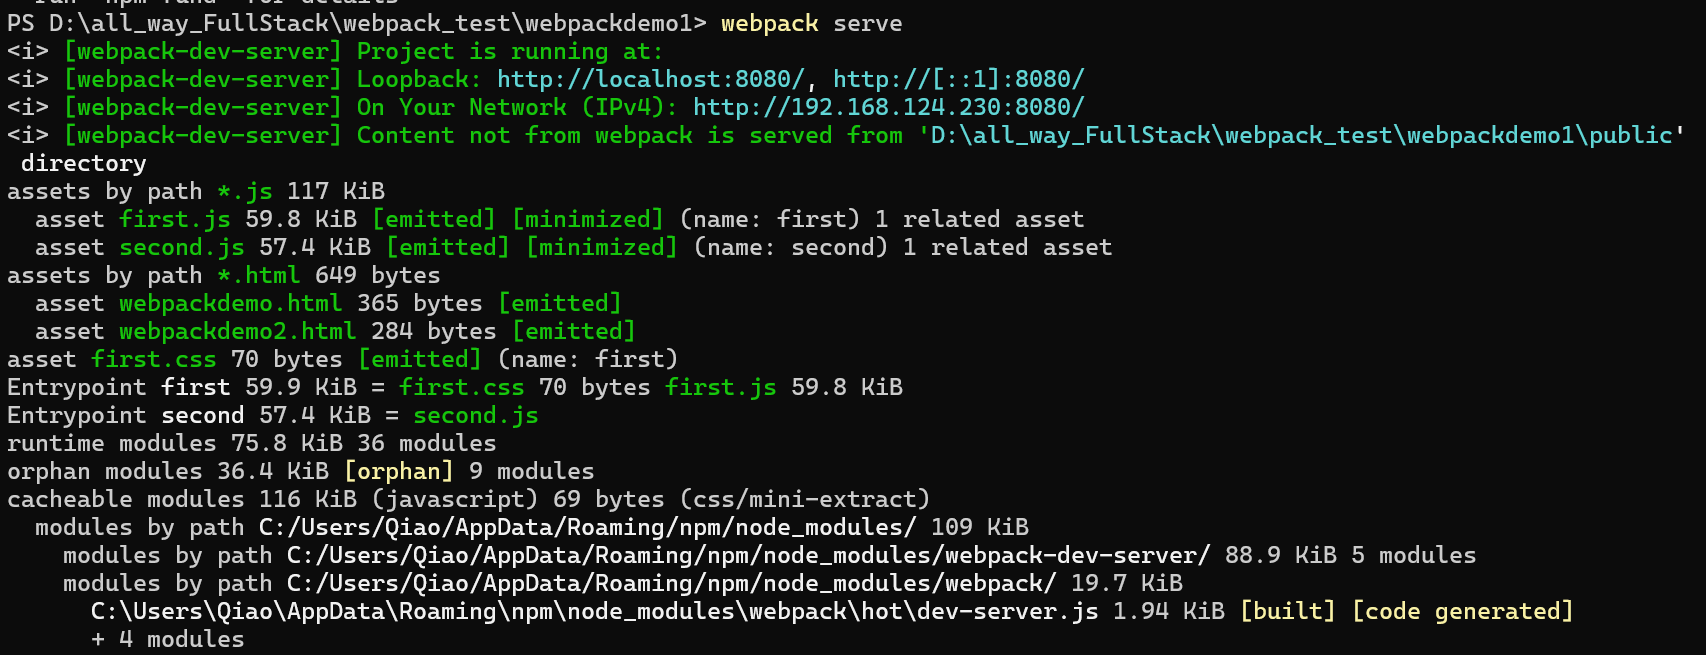 run `npm fund` for details
PS D:\all_way_FullStack\webpack_test\webpackdemo1> webpack serve
<i> [webpack-dev-server] Project is running at:
<i> [webpack-dev-server] Loopback: http://localhost:8080/, http://[::1]:8080/
<i> [webpack-dev-server] On Your Network (IPv4): http://192.168.124.230:8080/
<i> [webpack-dev-server] Content not from webpack is served from 'D:\all_way_FullStack\webpack_test\webpackdemo1\public'
 directory
assets by path *.js 117 KiB
  asset first.js 59.8 KiB [emitted] [minimized] (name: first) 1 related asset
  asset second.js 57.4 KiB [emitted] [minimized] (name: second) 1 related asset
assets by path *.html 649 bytes
  asset webpackdemo.html 365 bytes [emitted]
  asset webpackdemo2.html 284 bytes [emitted]
asset first.css 70 bytes [emitted] (name: first)
Entrypoint first 59.9 KiB = first.css 70 bytes first.js 59.8 KiB
Entrypoint second 57.4 KiB = second.js
runtime modules 75.8 KiB 36 modules
orphan modules 36.4 KiB [orphan] 9 modules
cacheable modules 116 KiB (javascript) 69 bytes (css/mini-extract)
  modules by path C:/Users/Qiao/AppData/Roaming/npm/node_modules/ 109 KiB
    modules by path C:/Users/Qiao/AppData/Roaming/npm/node_modules/webpack-dev-server/ 88.9 KiB 5 modules
    modules by path C:/Users/Qiao/AppData/Roaming/npm/node_modules/webpack/ 19.7 KiB
      C:\Users\Qiao\AppData\Roaming\npm\node_modules\webpack\hot\dev-server.js 1.94 KiB [built] [code generated]
      + 4 modules